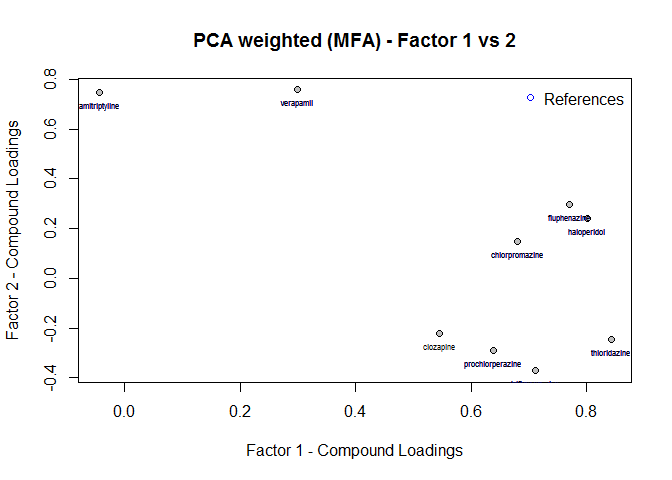 PCA weighted (MFA) - Factor 1 vs 2
0.8
amitriptyline
verapamil
References
0.6
0.4
fluphenazine
haloperidol
0.2
chlorpromazine
0.0
-0.2
clozapine
thioridazine
prochlorperazine
-0.4
0.0 0.2 0.4 0.6 0.8
Factor 1 - Compound Loadings
Factor 2 - Compound Loadings